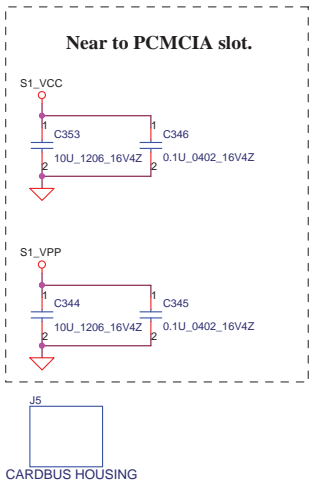 Near to PCMCIA slot.
S1_VCC
1
1
C353
C346
2
2
10U_1206_16V4Z
0.1U_0402_16V4Z
S1_VPP
1
1
C344
C345
10U_1206_16V4Z
0.1U_0402_16V4Z
2
2
J5
CARDBUS HOUSING